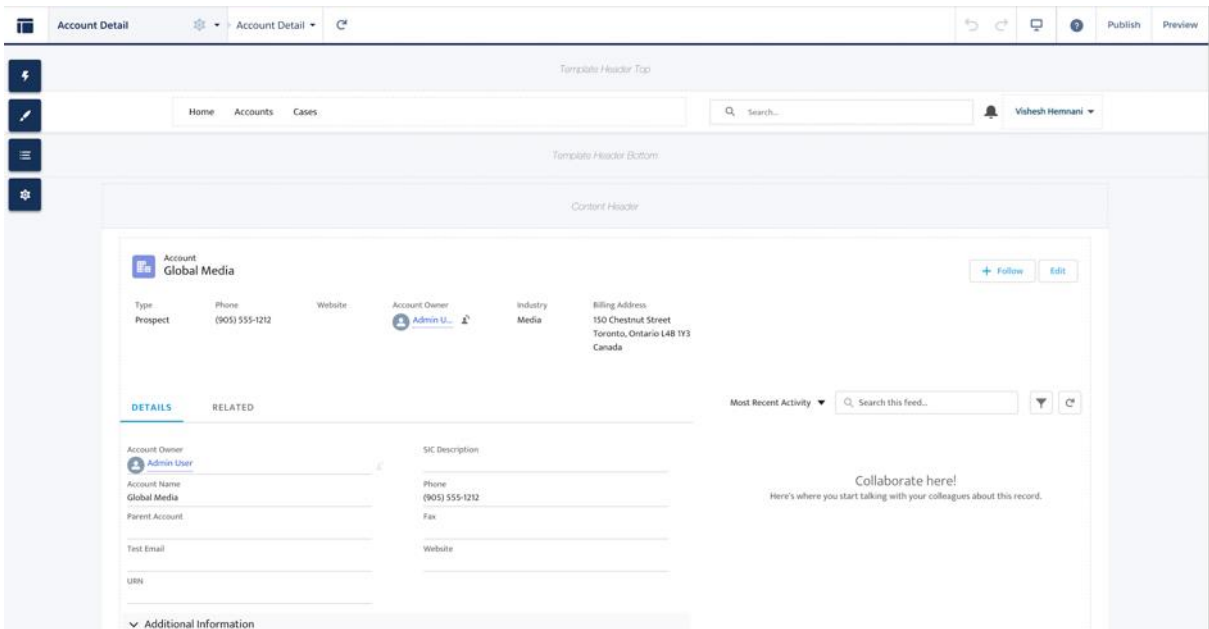 Account Detail
Account Detail
Publish
Preview
Template Header Top
Home Accounts Cases
Search...
Vishesh Hemnani
Template Header Bottom
Content Header
Account
Global Media
+ Follow
Edit
Type Phone Website Account Owner Industry Billing Address
Prospect (905) 555-1212 Admin U... Media 150 Chestnut Street
Toronto, Ontario L4B 1Y3
Canada
DETAILS RELATED
Most Recent Activity
Search this feed...
Account Owner
Admin User
SIC Description
Account Name
Global Media
Phone
(905) 555-1212
Parent Account
Fax
Test Email
Website
URN
Collaborate here!
Here's where you start talking with your colleagues about this record.
Additional Information